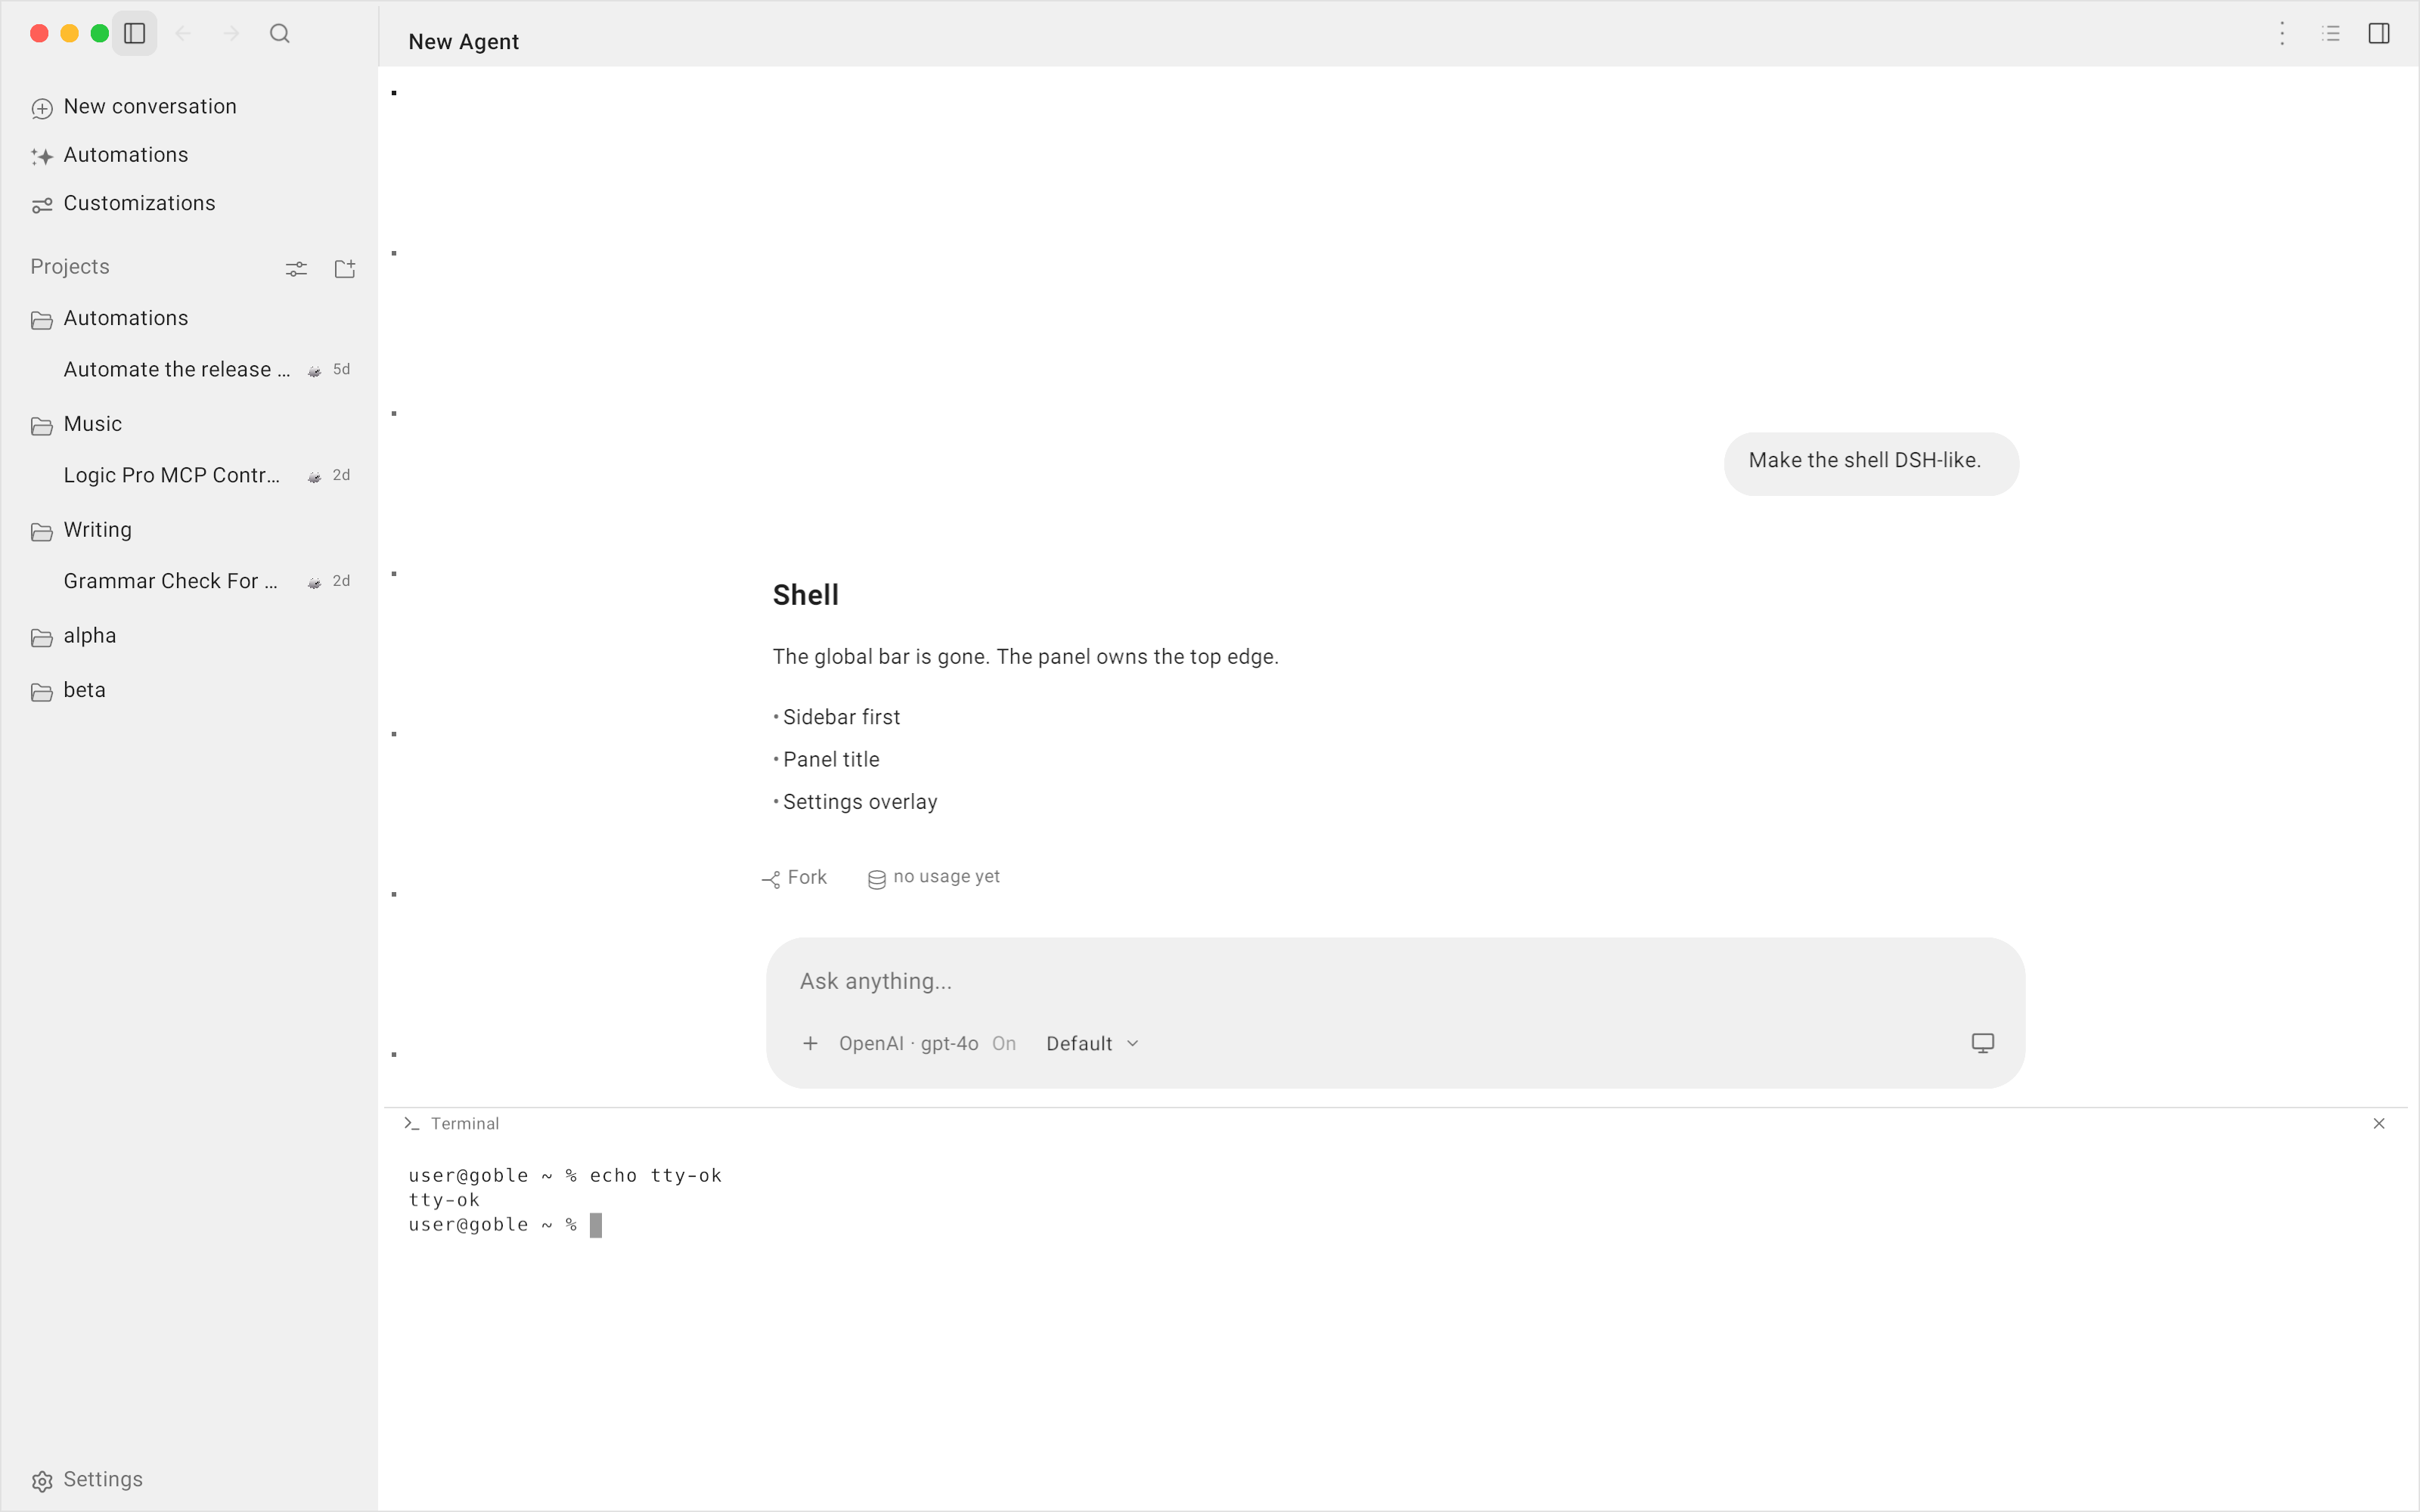 New Agent
New conversation
Automations
Customizations
Projects
Automations
Automate the release ... 5d
Music
Logic Pro MCP Contr... 2d
Writing
Grammar Check For ... 2d
alpha
beta
Settings
Make the shell DSH-like.
Shell
The global bar is gone. The panel owns the top edge.
• Sidebar first
• Panel title
• Settings overlay
Fork no usage yet
Ask anything...
OpenAI · gpt-4o On Default
Terminal
user@goble ~ % echo tty-ok
tty-ok
user@goble ~ %